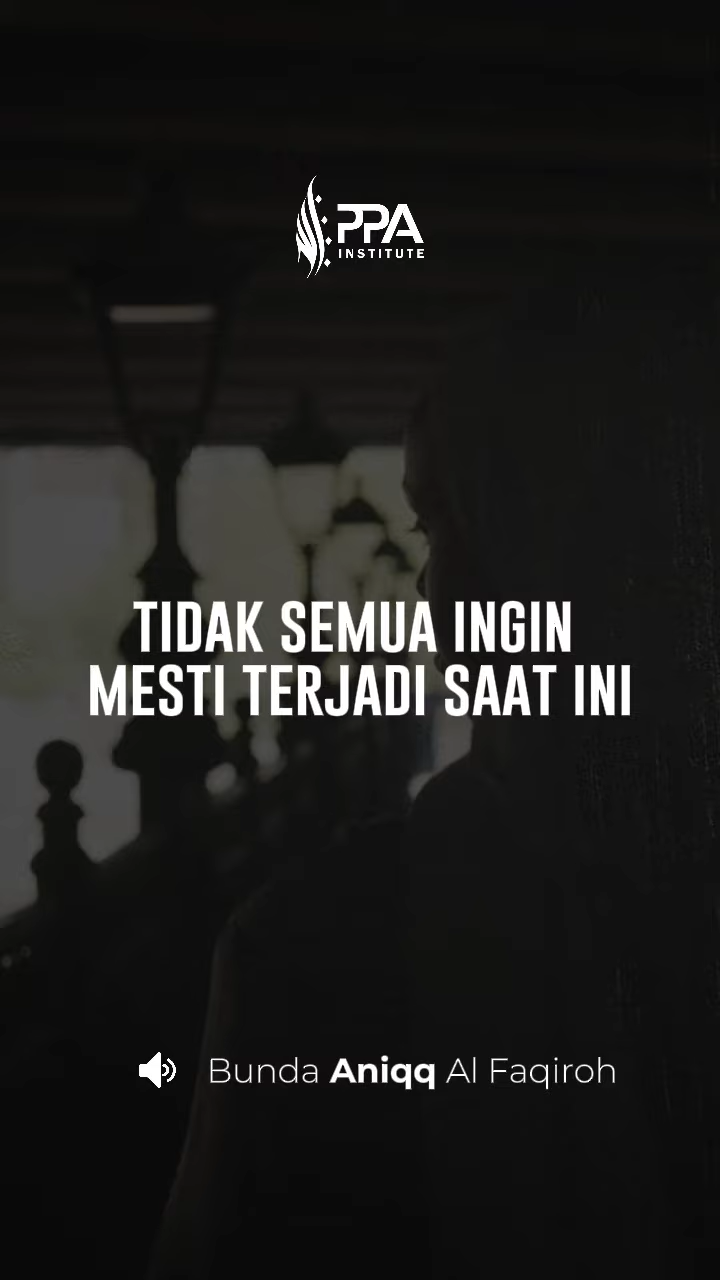 PPA
INSTITUTE
TIDAK SEMUA INGIN
MESTI TERJADI SAAT INI
Bunda Aniqq Al Faqiroh